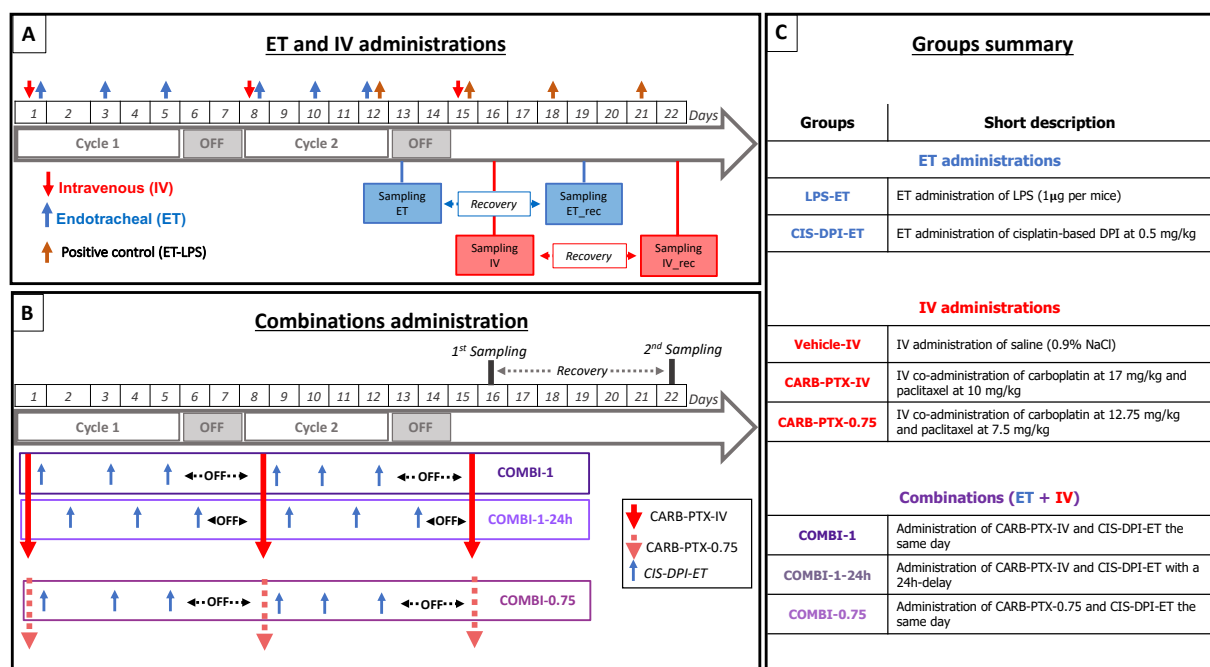 A
ET and IV administrations
1 2 3 4 5 6 7 8 9 10 11 12 13 14 15 16 17 18 19 20 21 22 Days
Cycle 1 OFF Cycle 2 OFF
Intravenous (IV)
Endotracheal (ET)
Positive control (ET-LPS)
Sampling
ET
Recovery
Sampling
ET_rec
Sampling
IV
Recovery
Sampling
IV_rec
B
Combinations administration
1st Sampling
2nd Sampling
Recovery
1 2 3 4 5 6 7 8 9 10 11 12 13 14 15 16 17 18 19 20 21 22 Days
Cycle 1 OFF Cycle 2 OFF
OFF OFF COMBI-1
OFF OFF COMBI-1-24h
OFF OFF COMBI-0.75
CARB-PTX-IV
CARB-PTX-0.75
CIS-DPI-ET
C
Groups summary
Groups Short description
ET administrations
LPS-ET ET administration of LPS (1µg per mice)
CIS-DPI-ET ET administration of cisplatin-based DPI at 0.5 mg/kg
IV administrations
Vehicle-IV IV administration of saline (0.9% NaCl)
CARB-PTX-IV IV co-administration of carboplatin at 17 mg/kg and
paclitaxel at 10 mg/kg
CARB-PTX-0.75 IV co-administration of carboplatin at 12.75 mg/kg
and paclitaxel at 7.5 mg/kg
Combinations (ET + IV)
COMBI-1 Administration of CARB-PTX-IV and CIS-DPI-ET the
same day
COMBI-1-24h Administration of CARB-PTX-IV and CIS-DPI-ET with a
24h-delay
COMBI-0.75 Administration of CARB-PTX-0.75 and CIS-DPI-ET the
same day